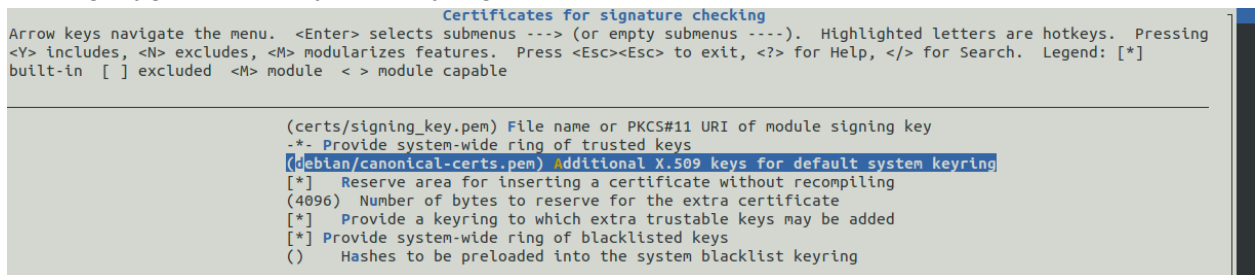 Certificates for signature checking
Arrow keys navigate the menu.  <Enter> selects submenus ---> (or empty submenus ----).  Highlighted letters are hotkeys.  Pressing
<Y> includes, <N> excludes, <M> modularizes features.  Press <Esc><Esc> to exit, <?> for Help, </> for Search.  Legend: [*]
built-in  [ ] excluded  <M> module  < > module capable
(certs/signing_key.pem) File name or PKCS#11 URI of module signing key
-*- Provide system-wide ring of trusted keys
(debian/canonical-certs.pem) Additional X.509 keys for default system keyring
[*]   Reserve area for inserting a certificate without recompiling
(4096)  Number of bytes to reserve for the extra certificate
[*]   Provide a keyring to which extra trustable keys may be added
[*] Provide system-wide ring of blacklisted keys
()    Hashes to be preloaded into the system blacklist keyring